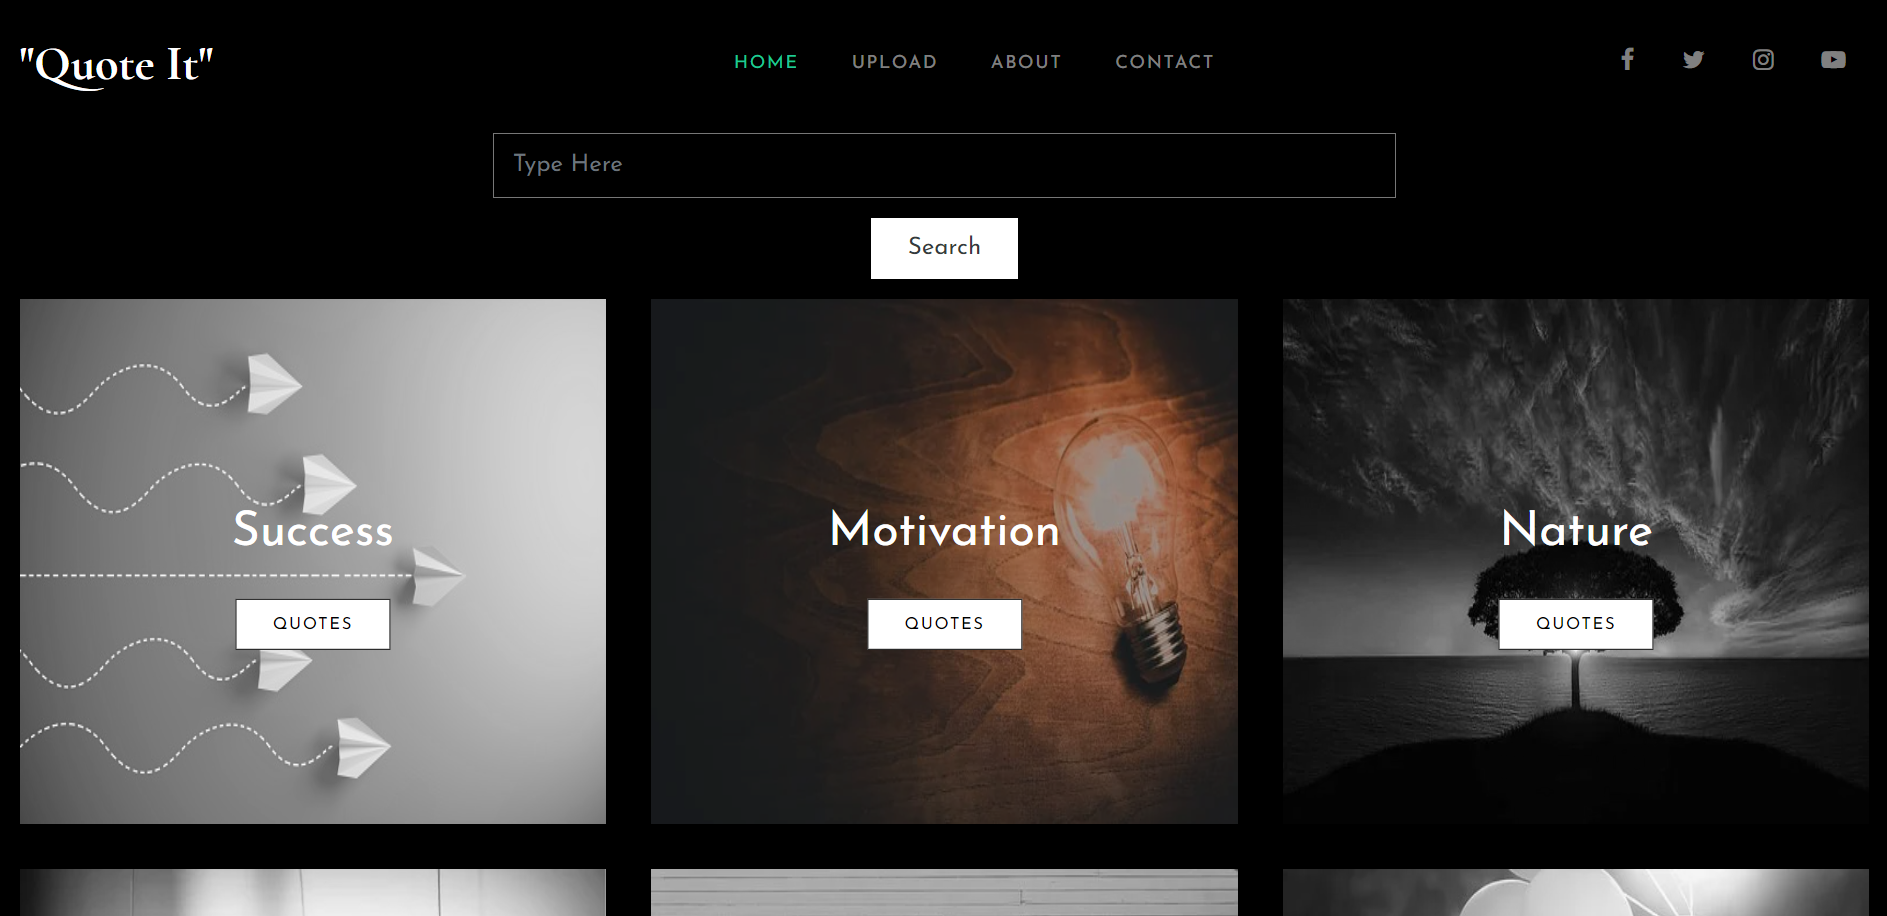 "Quote It"
HOME UPLOAD ABOUT CONTACT
Type Here
Search
Success Motivation Nature
QUOTES QUOTES QUOTES